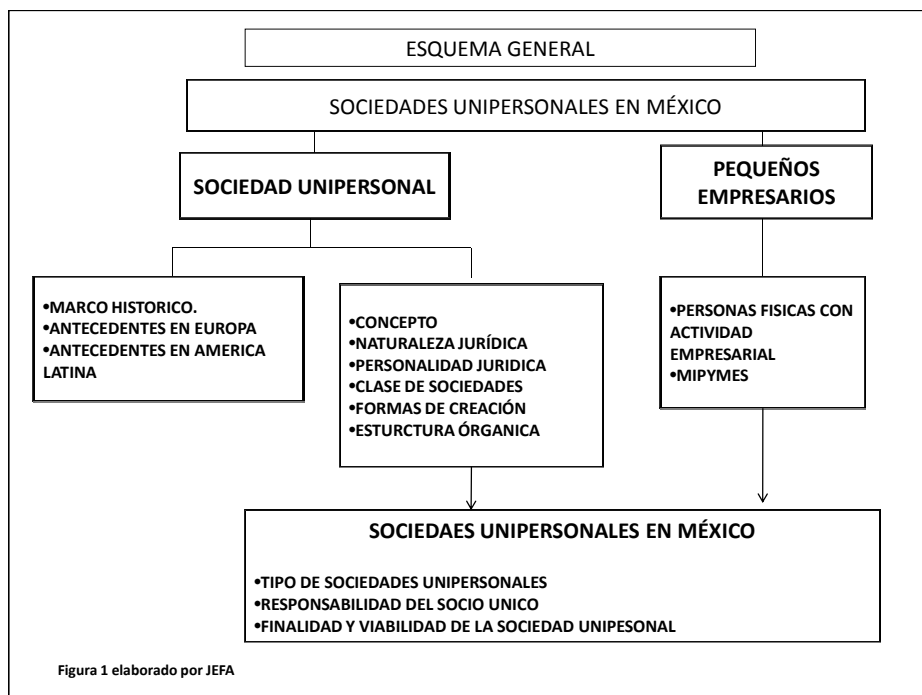 ESQUEMA GENERAL
SOCIEDADES UNIPERSONALES EN MÉXICO
SOCIEDAD UNIPERSONAL
PEQUEÑOS
EMPRESARIOS
•MARCO HISTORICO.
•ANTECEDENTES EN EUROPA
•ANTECEDENTES EN AMERICA
LATINA
•CONCEPTO
•NATURALEZA JURÍDICA
•PERSONALIDAD JURIDICA
•CLASE DE SOCIEDADES
•FORMAS DE CREACIÓN
•ESTURCTURA ÓRGANICA
•PERSONAS FISICAS CON
ACTIVIDAD
EMPRESARIAL
•MIPYMES
SOCIEDAES UNIPERSONALES EN MÉXICO
•TIPO DE SOCIEDADES UNIPERSONALES
•RESPONSABILIDAD DEL SOCIO UNICO
•FINALIDAD Y VIABILIDAD DE LA SOCIEDAD UNIPESONAL
Figura 1 elaborado por JEFA